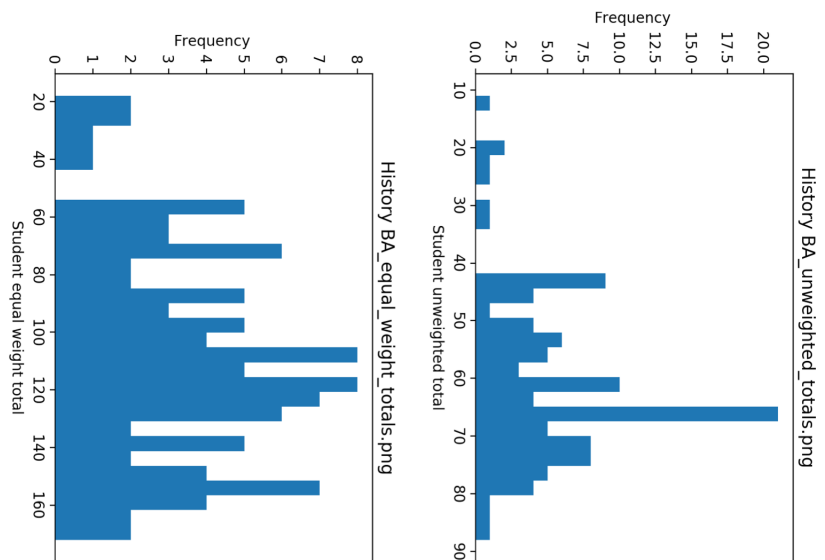 History BA_unweighted_totals.png
Frequency
0.0 2.5 5.0 7.5 10.0 12.5 15.0 17.5 20.0
10 20 30 40 50 60 70 80 90
Student unweighted total
History BA_equal_weight_totals.png
Frequency
0 1 2 3 4 5 6 7 8
20 40 60 80 100 120 140 160
Student equal weight total